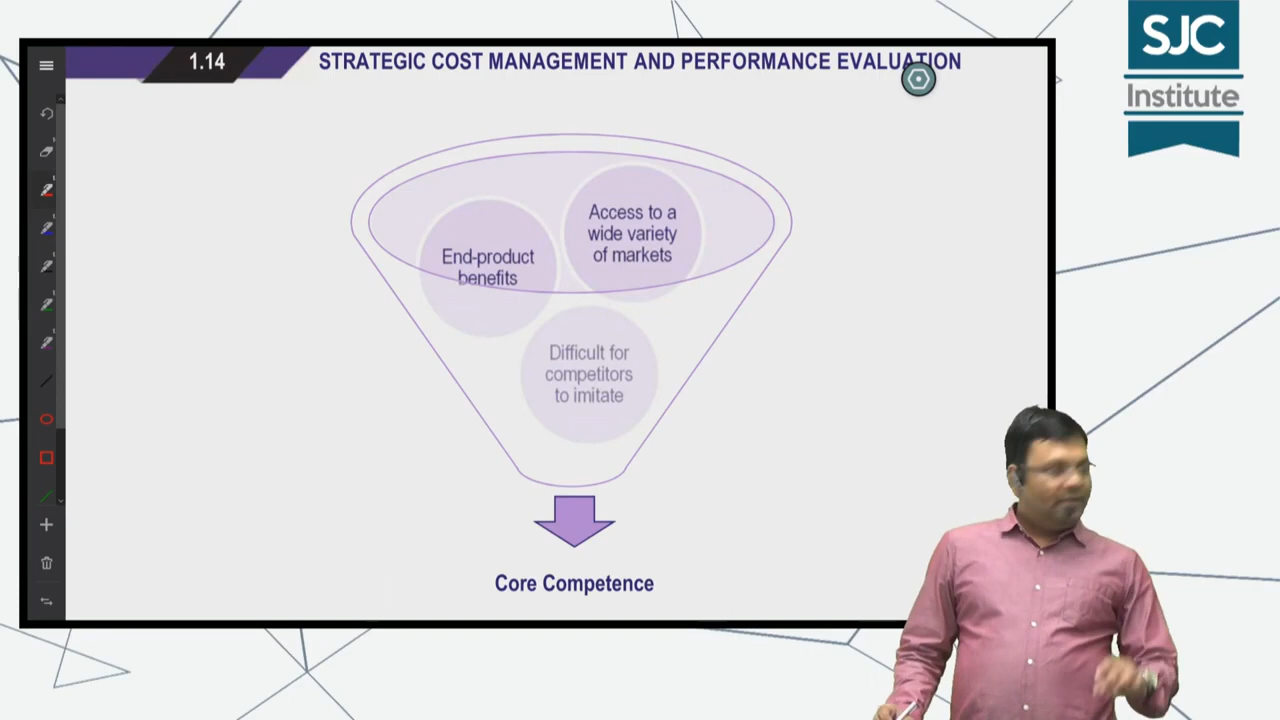 1.14
STRATEGIC COST MANAGEMENT AND PERFORMANCE EVALUATION
SJC
Institute
Access to a
wide variety
of markets
End-product
benefits
Difficult for
competitors
to imitate
Core Competence